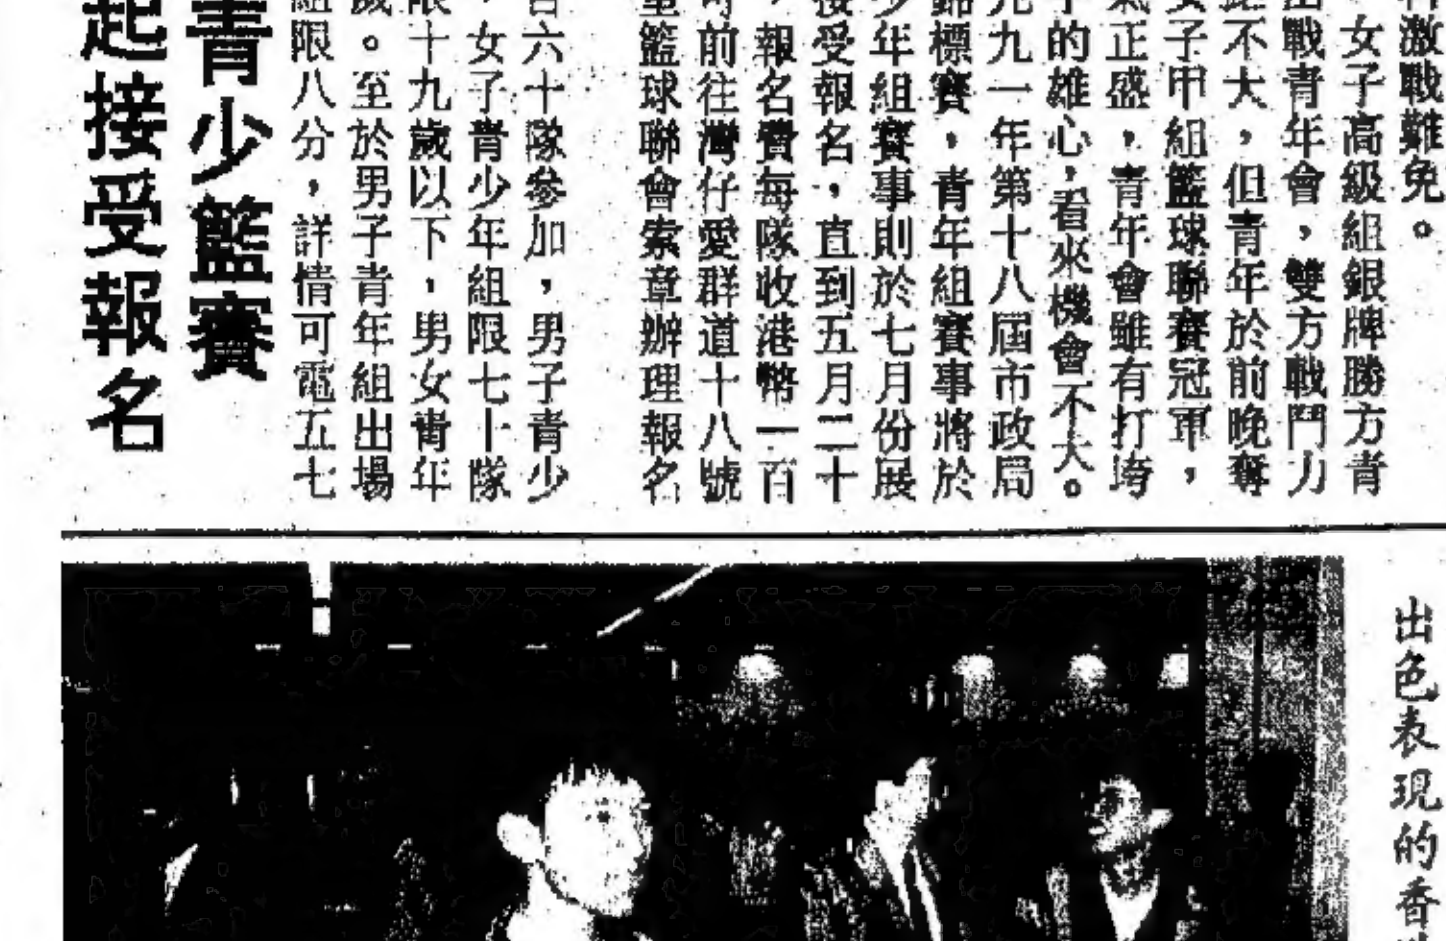 刺激戰難免。
女子高級組銀牌勝方青
出戰青年會，雙方戰鬥力
距不大，但青年於前晚奪
女子甲組籃球聯賽冠軍，
氣正盛，青年會雖有打垮
手的雄心，看來機會不大。
九九一年第十八屆市政局
錦標賽，青年組賽事將於
少年組賽事則於七月份展
接受報名，直到五月二十
，報名費每隊收港幣一百
可前往灣仔愛群道十八號
籃球聯會索章辦理報名
百六十隊參加，男子青少
，女子青少年組限七十隊
限十九歲以下，男女青年
歲。至於男子青年組出場
組限八分，詳情可電五七
青少籃賽
起接受報名
出色表現的香